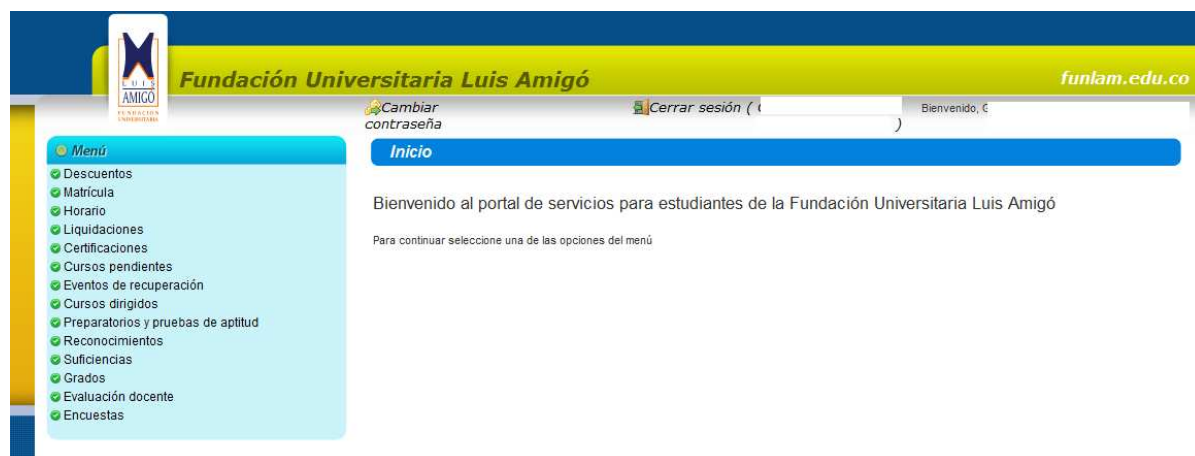 LUIS
AMIGÓ
FUNDACIÓN
UNIVERSITARIA
Fundación Universitaria Luis Amigó
funlam.edu.co
Cambiar
contraseña
Cerrar sesión (
)
Bienvenido,
Menú
Descuentos
Matrícula
Horario
Liquidaciones
Certificaciones
Cursos pendientes
Eventos de recuperación
Cursos dirigidos
Preparatorios y pruebas de aptitud
Reconocimientos
Suficiencias
Grados
Evaluación docente
Encuestas
Inicio
Bienvenido al portal de servicios para estudiantes de la Fundación Universitaria Luis Amigó
Para continuar seleccione una de las opciones del menú